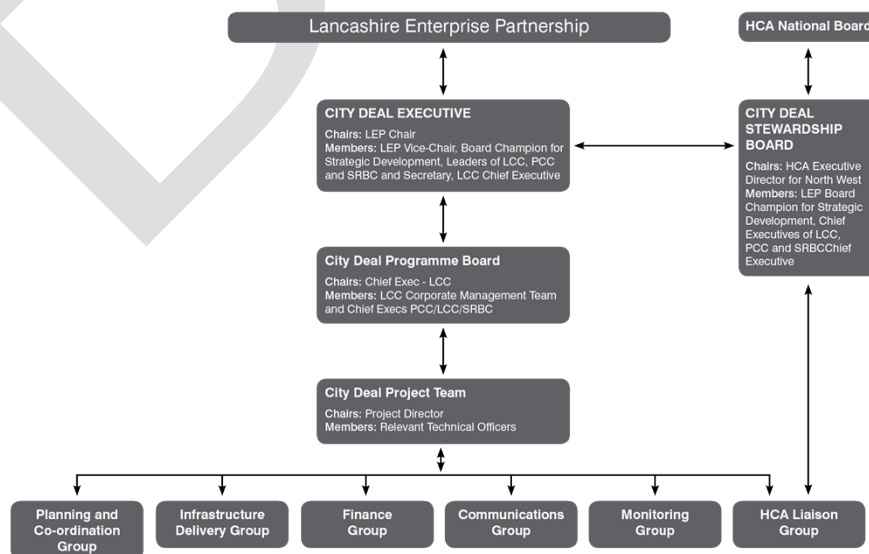 Lancashire Enterprise Partnership
HCA National Board
CITY DEAL EXECUTIVE
Chairs: LEP Chair
Members: LEP Vice-Chair, Board Champion for
Strategic Development, Leaders of LCC, PCC
and SRBC and Secretary, LCC Chief Executive
CITY DEAL
STEWARDSHIP
BOARD
Chairs: HCA Executive
Director for North West
Members: LEP Board
Champion for Strategic
Development, Chief
Executives of LCC,
PCC and SRBCChief
Executive
City Deal Programme Board
Chairs: Chief Exec - LCC
Members: LCC Corporate Management Team
and Chief Execs PCC/LCC/SRBC
City Deal Project Team
Chairs: Project Director
Members: Relevant Technical Officers
Planning and
Co-ordination
Group
Infrastructure
Delivery Group
Finance
Group
Communications
Group
Monitoring
Group
HCA Liaison
Group